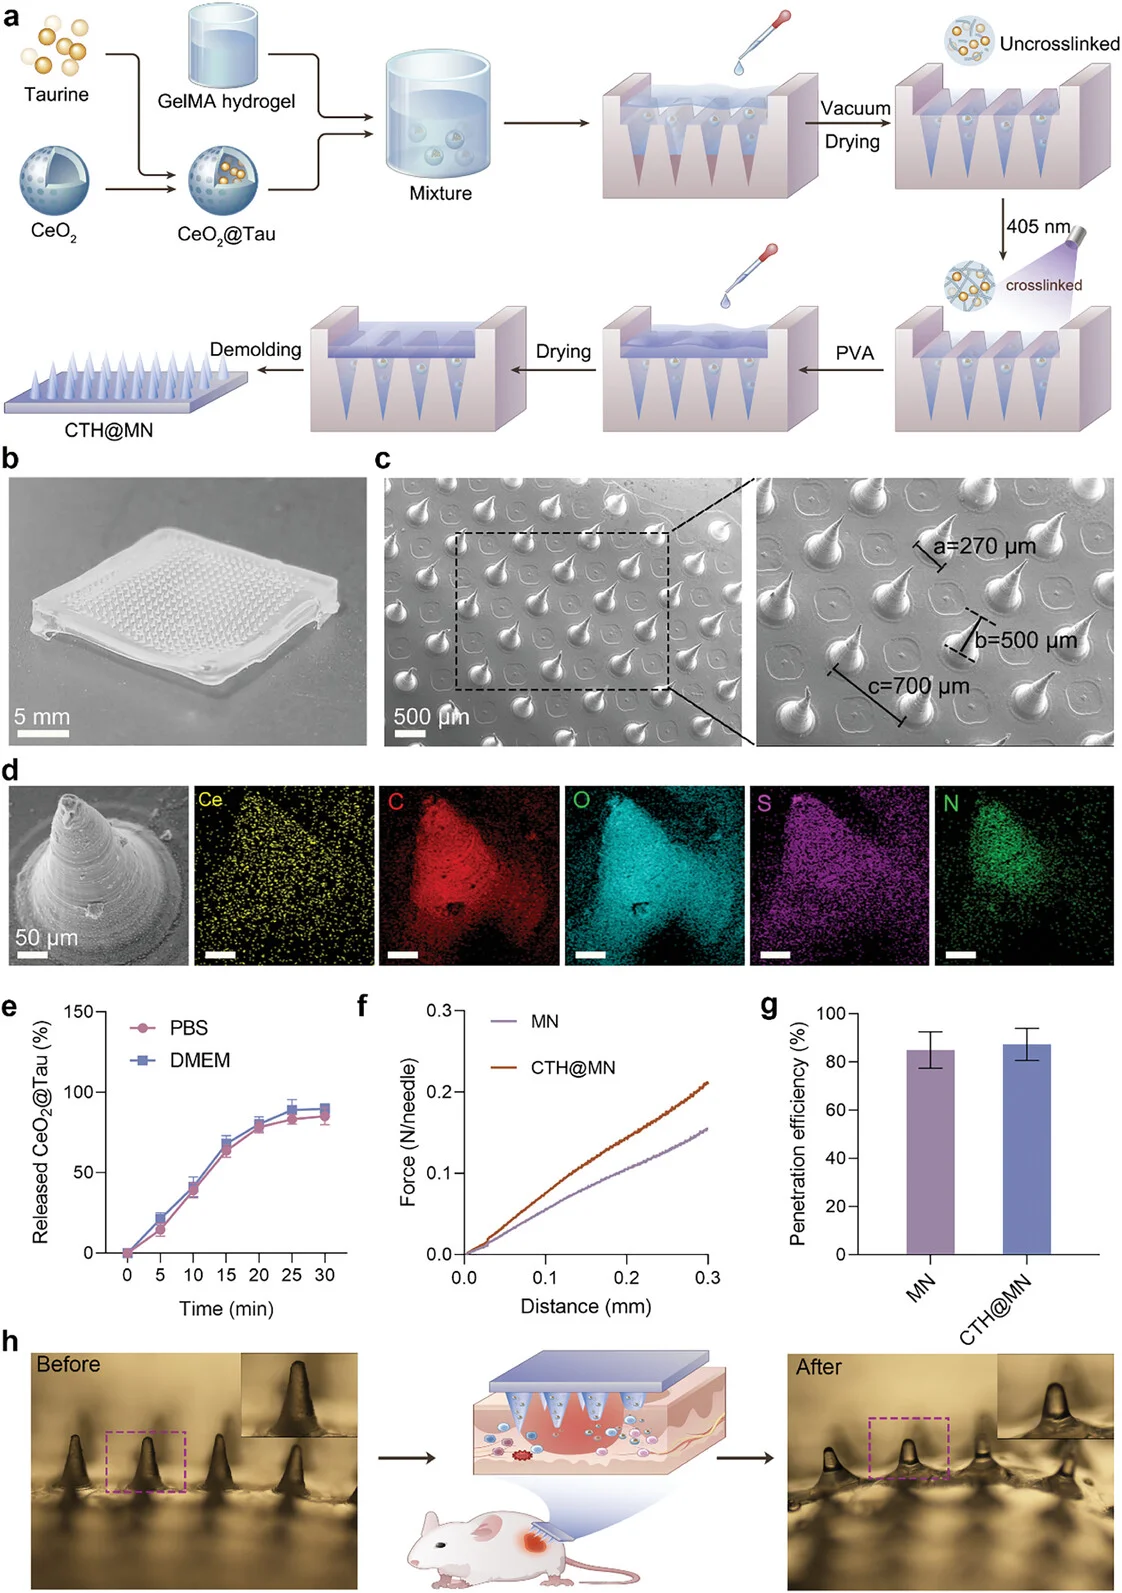 a
Taurine
GelMA hydrogel
CeO2
CeO2@Tau
Mixture
Vacuum
Drying
Uncrosslinked
405 nm
crosslinked
PVA
Drying
Demolding
CTH@MN
b
5 mm
c
500 µm
a=270 µm
b=500 µm
c=700 µm
d
50 µm
Ce
C
O
S
N
e
Released CeO2@Tau (%)
150
100
50
0
PBS
DMEM
0 5 10 15 20 25 30
Time (min)
f
Force (N/needle)
0.3
0.2
0.1
0.0
MN
CTH@MN
0.0 0.1 0.2 0.3
Distance (mm)
g
Penetration efficiency (%)
100
80
60
40
20
0
MN
CTH@MN
h
Before
After